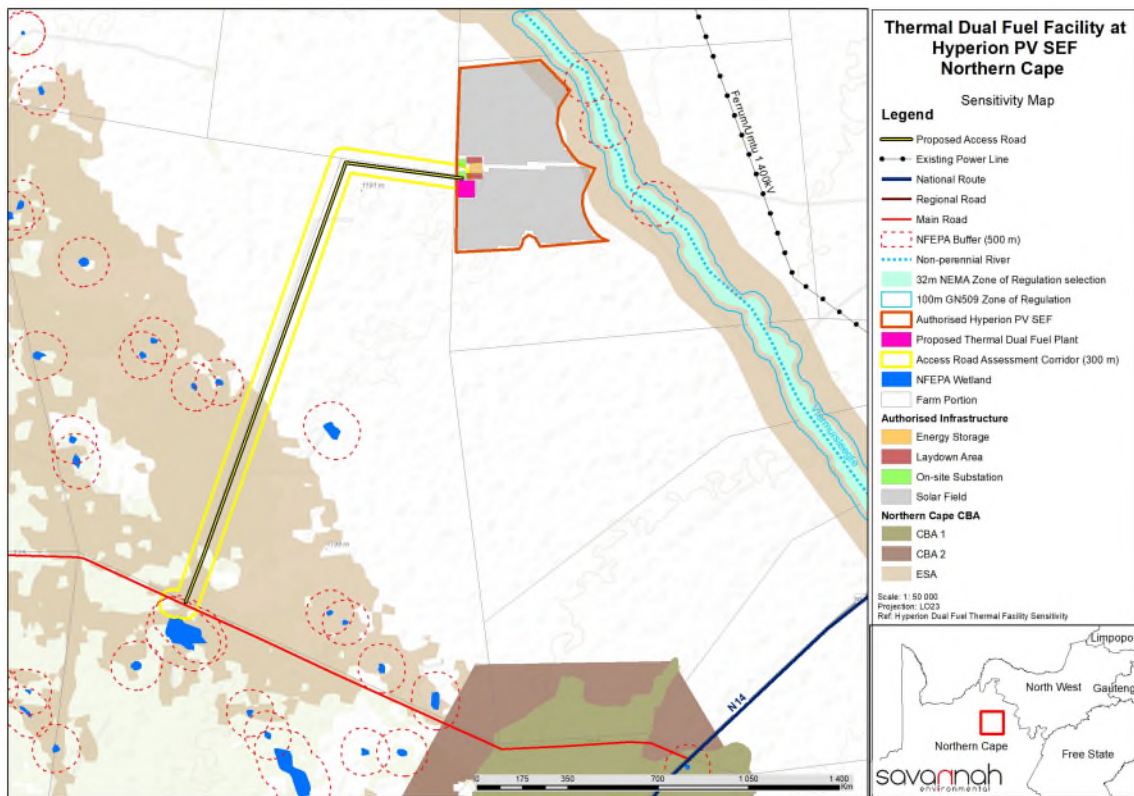 Thermal Dual Fuel Facility at
Hyperion PV SEF
Northern Cape
Sensitivity Map
Legend
Proposed Access Road
Existing Power Line
National Route
Regional Road
Main Road
NFEPA Buffer (500 m)
Non-perennial River
32m NEMA Zone of Regulation selection
100m GN509 Zone of Regulation
Authorised Hyperion PV SEF
Proposed Thermal Dual Fuel Plant
Access Road Assessment Corridor (300 m)
NFEPA Wetland
Farm Portion
Authorised Infrastructure
Energy Storage
Laydown Area
On-site Substation
Solar Field
Northern Cape CBA
CBA 1
CBA 2
ESA
Scale: 1: 50 000
Projection: LO23
Ref: Hyperion Dual Fuel Thermal Facility Sensitivity
Limpopo
North West
Gauteng
Northern Cape
Free State
savannah
environmental
Ferrum/Umtu 1 400kV
1191 m
N14
0 175 350 700 1 050 1 400
Km